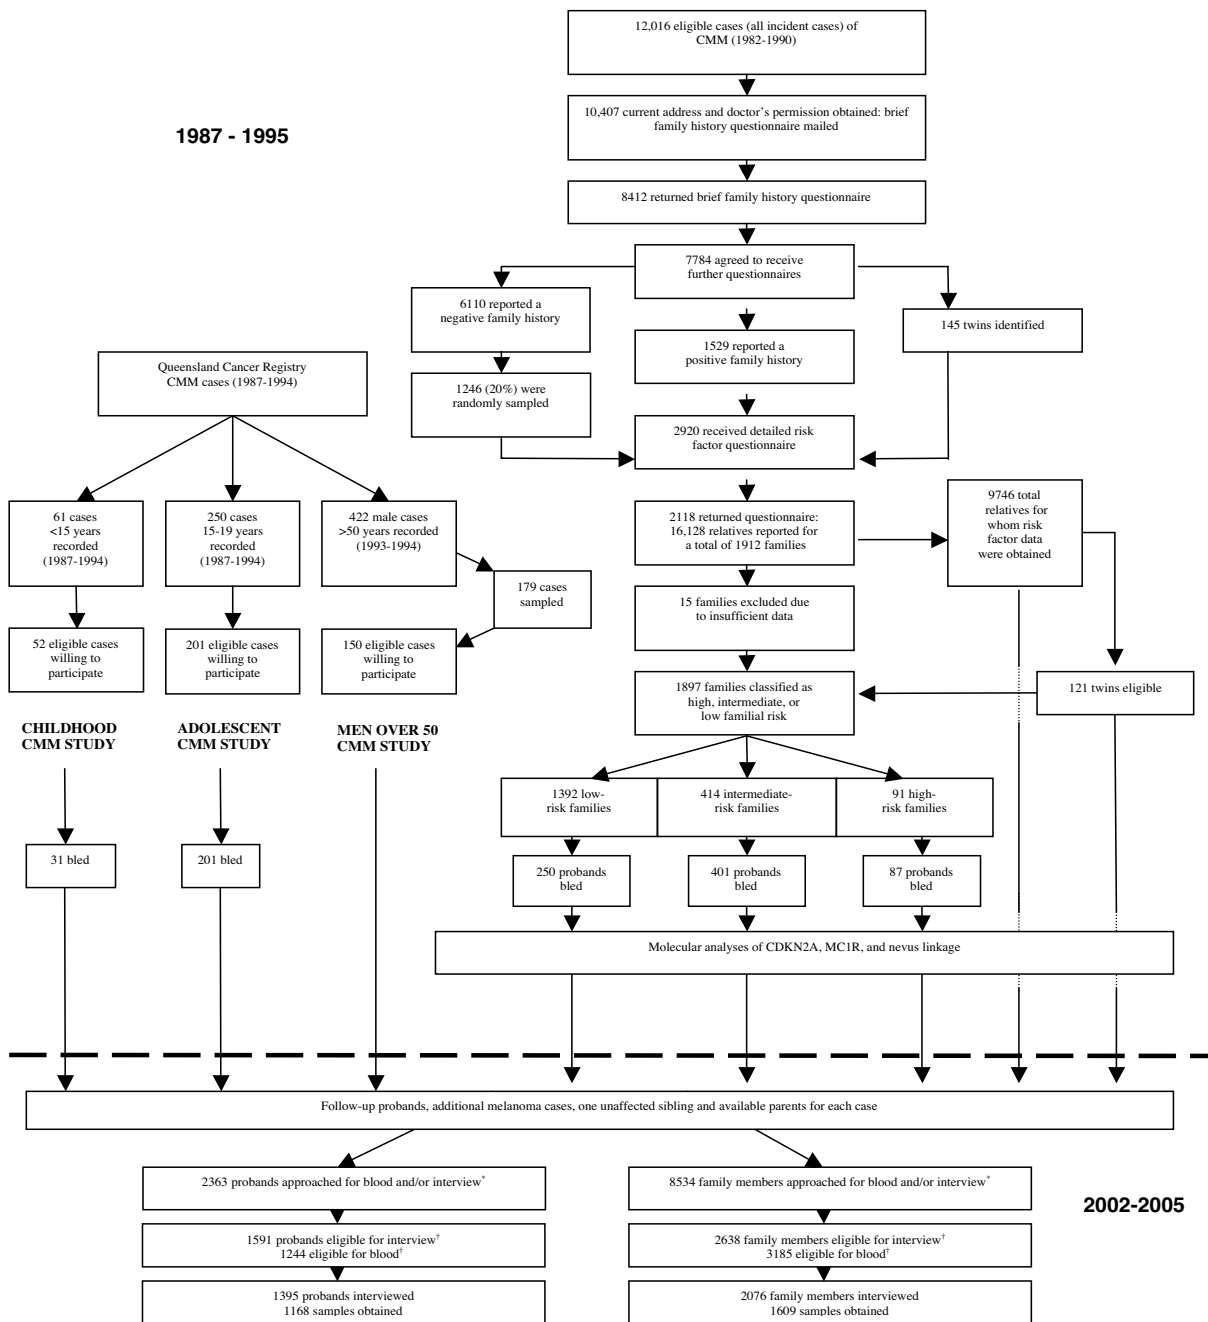 12,016 eligible cases (all incident cases) of
CMM (1982-1990)
10,407 current address and doctor's permission obtained: brief
family history questionnaire mailed
1987 - 1995
8412 returned brief family history questionnaire
7784 agreed to receive
further questionnaires
6110 reported a
negative family history
145 twins identified
1529 reported a
positive family history
Queensland Cancer Registry
CMM cases (1987-1994)
1246 (20%) were
randomly sampled
2920 received detailed risk
factor questionnaire
61 cases
<15 years
recorded
(1987-1994)
250 cases
15-19 years
recorded
(1987-1994)
422 male cases
>50 years recorded
(1993-1994)
2118 returned questionnaire:
16,128 relatives reported for
a total of 1912 families
9746 total
relatives for
whom risk
factor data
were obtained
179 cases
sampled
15 families excluded due
to insufficient data
52 eligible cases
willing to
participate
201 eligible cases
willing to
participate
150 eligible cases
willing to
participate
1897 families classified as
high, intermediate, or
low familial risk
121 twins eligible
CHILDHOOD
CMM STUDY
ADOLESCENT
CMM STUDY
MEN OVER 50
CMM STUDY
1392 low-
risk families
414 intermediate-
risk families
91 high-
risk families
31 bled
201 bled
250 probands
bled
401 probands
bled
87 probands
bled
Molecular analyses of CDKN2A, MC1R, and nevus linkage
Follow-up probands, additional melanoma cases, one unaffected sibling and available parents for each case
2363 probands approached for blood and/or interview*
8534 family members approached for blood and/or interview*
2002-2005
1591 probands eligible for interview†
1244 eligible for blood†
2638 family members eligible for interview†
3185 eligible for blood†
1395 probands interviewed
1168 samples obtained
2076 family members interviewed
1609 samples obtained